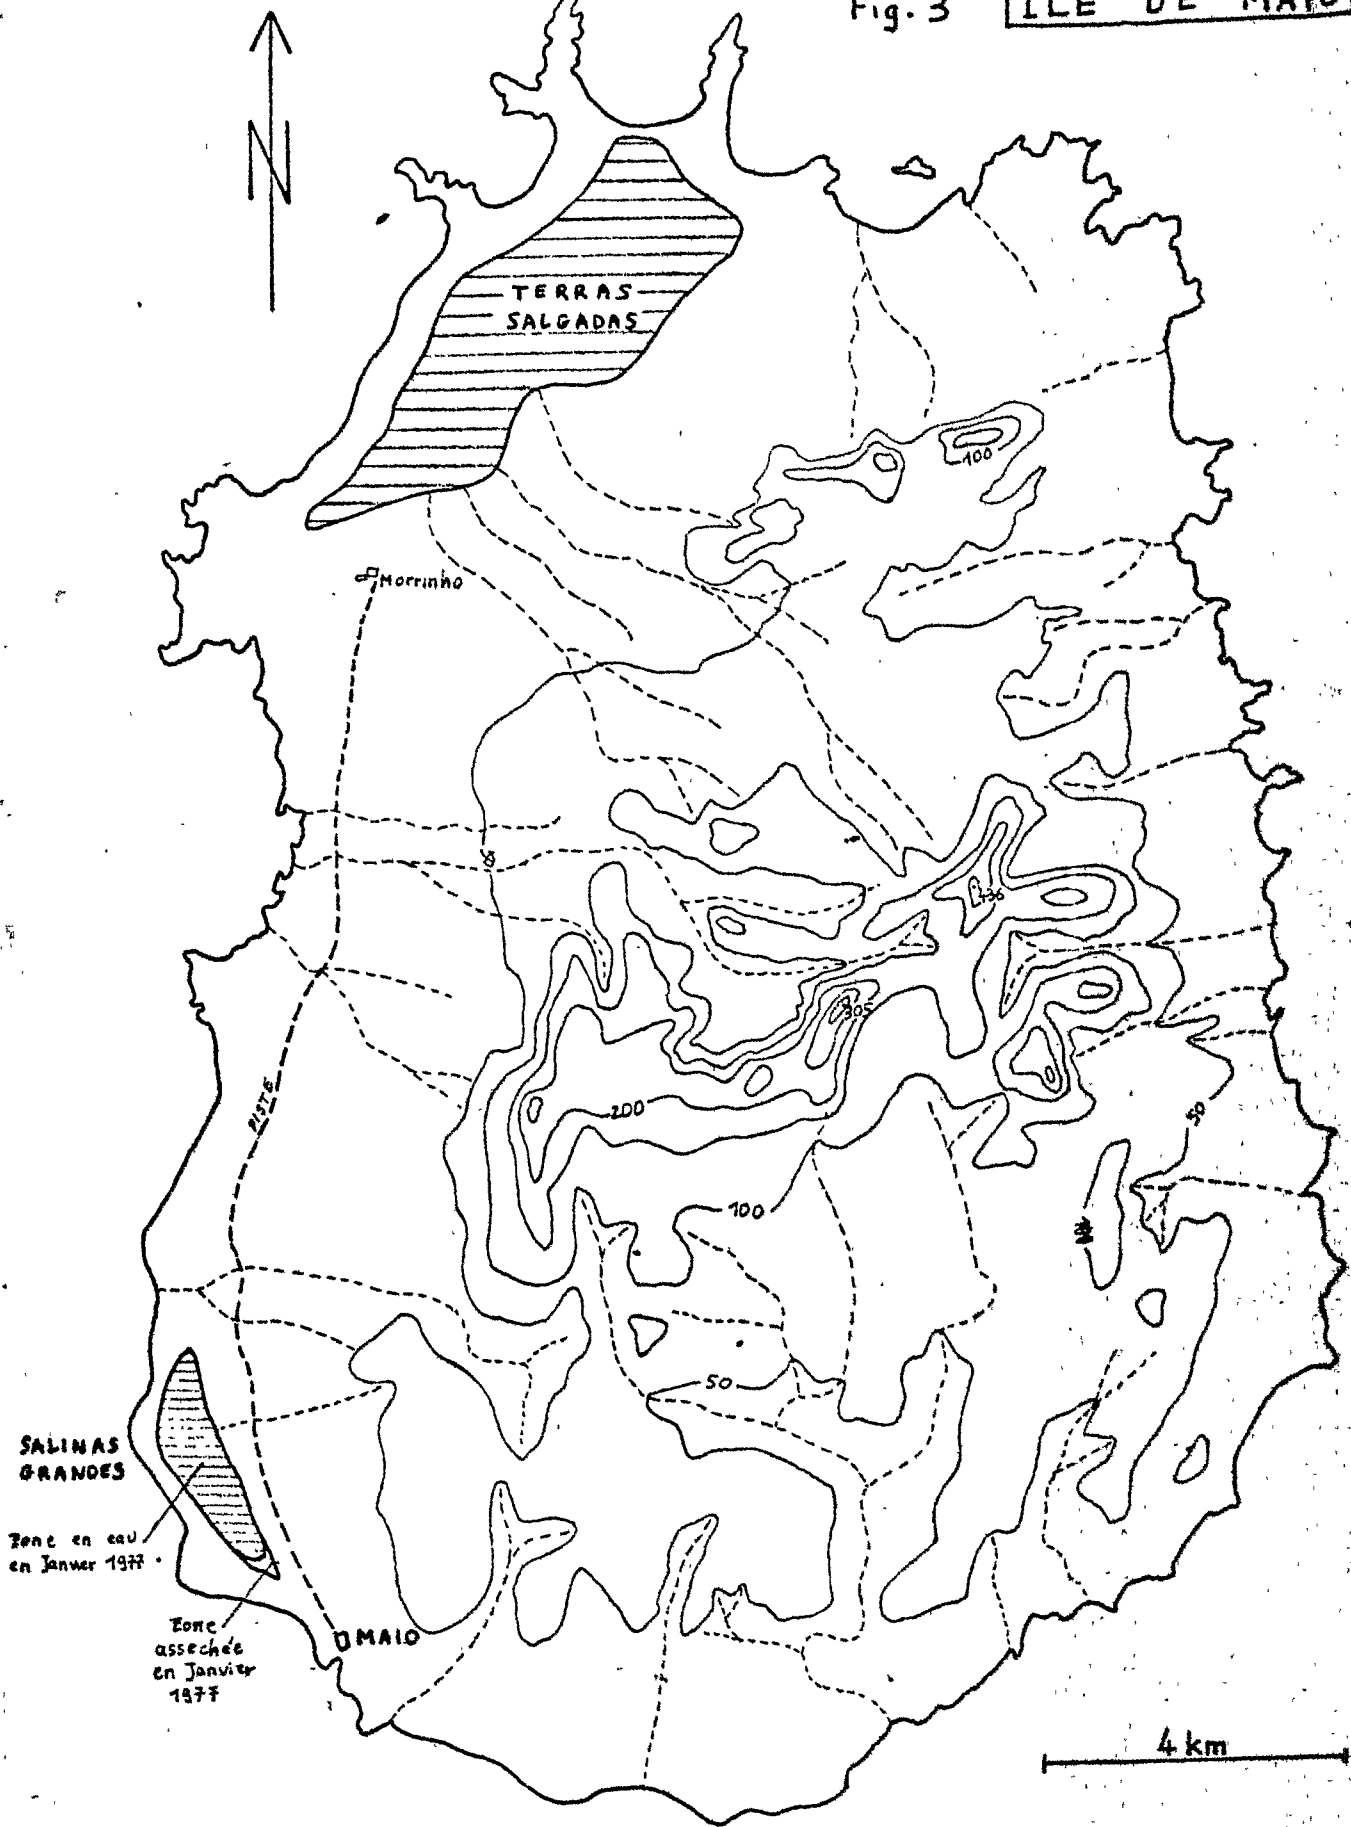 Fig. 3
ILE DE MAIO
N
TERRAS
SALGADAS
100
Morrinho
436
305
PISTE
200
50
100
50
SALINAS
GRANDES
Zone en eau
en Janvier 1977
Zone
assechée
en Janvier
1977
MAIO
4 km